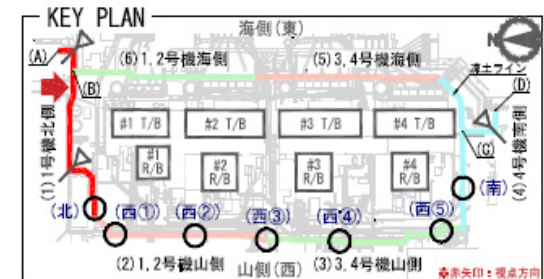 KEY PLAN
海側(東)
N
(A)
(6)1,2号機海側
(5)3,4号機海側
凍土ライン
(B)
(D)
#1 T/B
#2 T/B
#3 T/B
#4 T/B
(C)
(1)1号機北側
(4)4号機南側
#1
R/B
#2
R/B
#3
R/B
#4
R/B
(北)
(西①)
(西②)
(西③)
(西④)
(西⑤)
(南)
(2)1,2号機山側
山側(西)
(3)3,4号機山側
赤矢印:視点方向